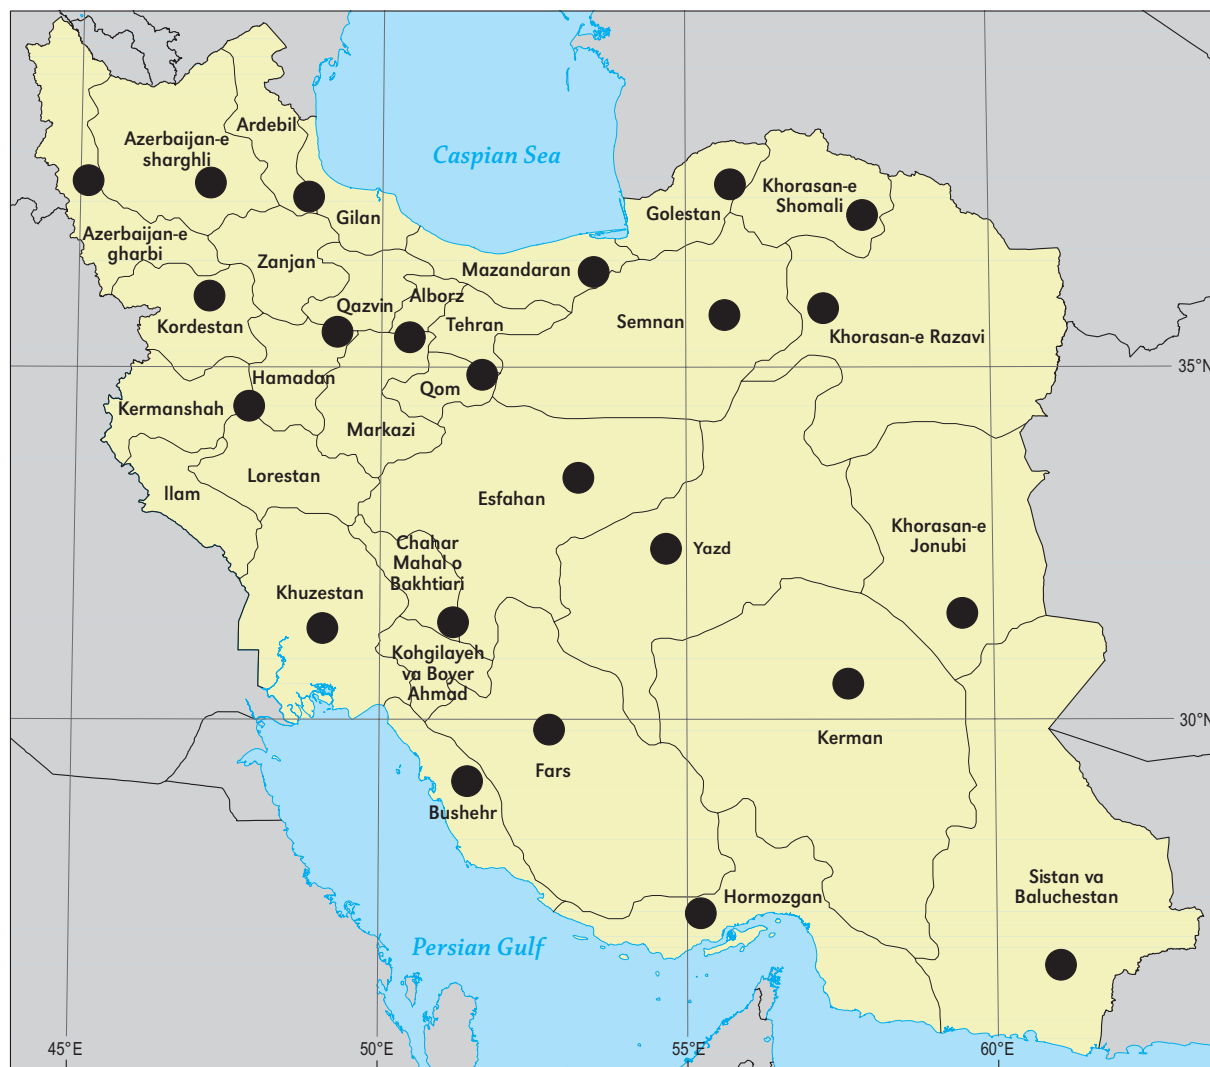 Ardebil
Azerbaijan-e
sharghli
Caspian Sea
Khorasan-e
Shomali
Golestan
Gilan
Azerbaijan-e
gharbi
Zanjan
Mazandaran
Alborz
Qazvin
Tehran
Semnan
Kordestan
Khorasan-e Razavi
35°N
Hamadan
Qom
Kermanshah
Markazi
Lorestan
Ilam
Esfahan
Khorasan-e
Jonubi
Chahar
Mahal o
Bakhtiari
Yazd
Khuzestan
Kohgilayeh
va Boyer
Ahmad
30°N
Kerman
Fars
Bushehr
Sistan va
Baluchestan
Hormozgan
Persian Gulf
45°E
50°E
55°E
60°E